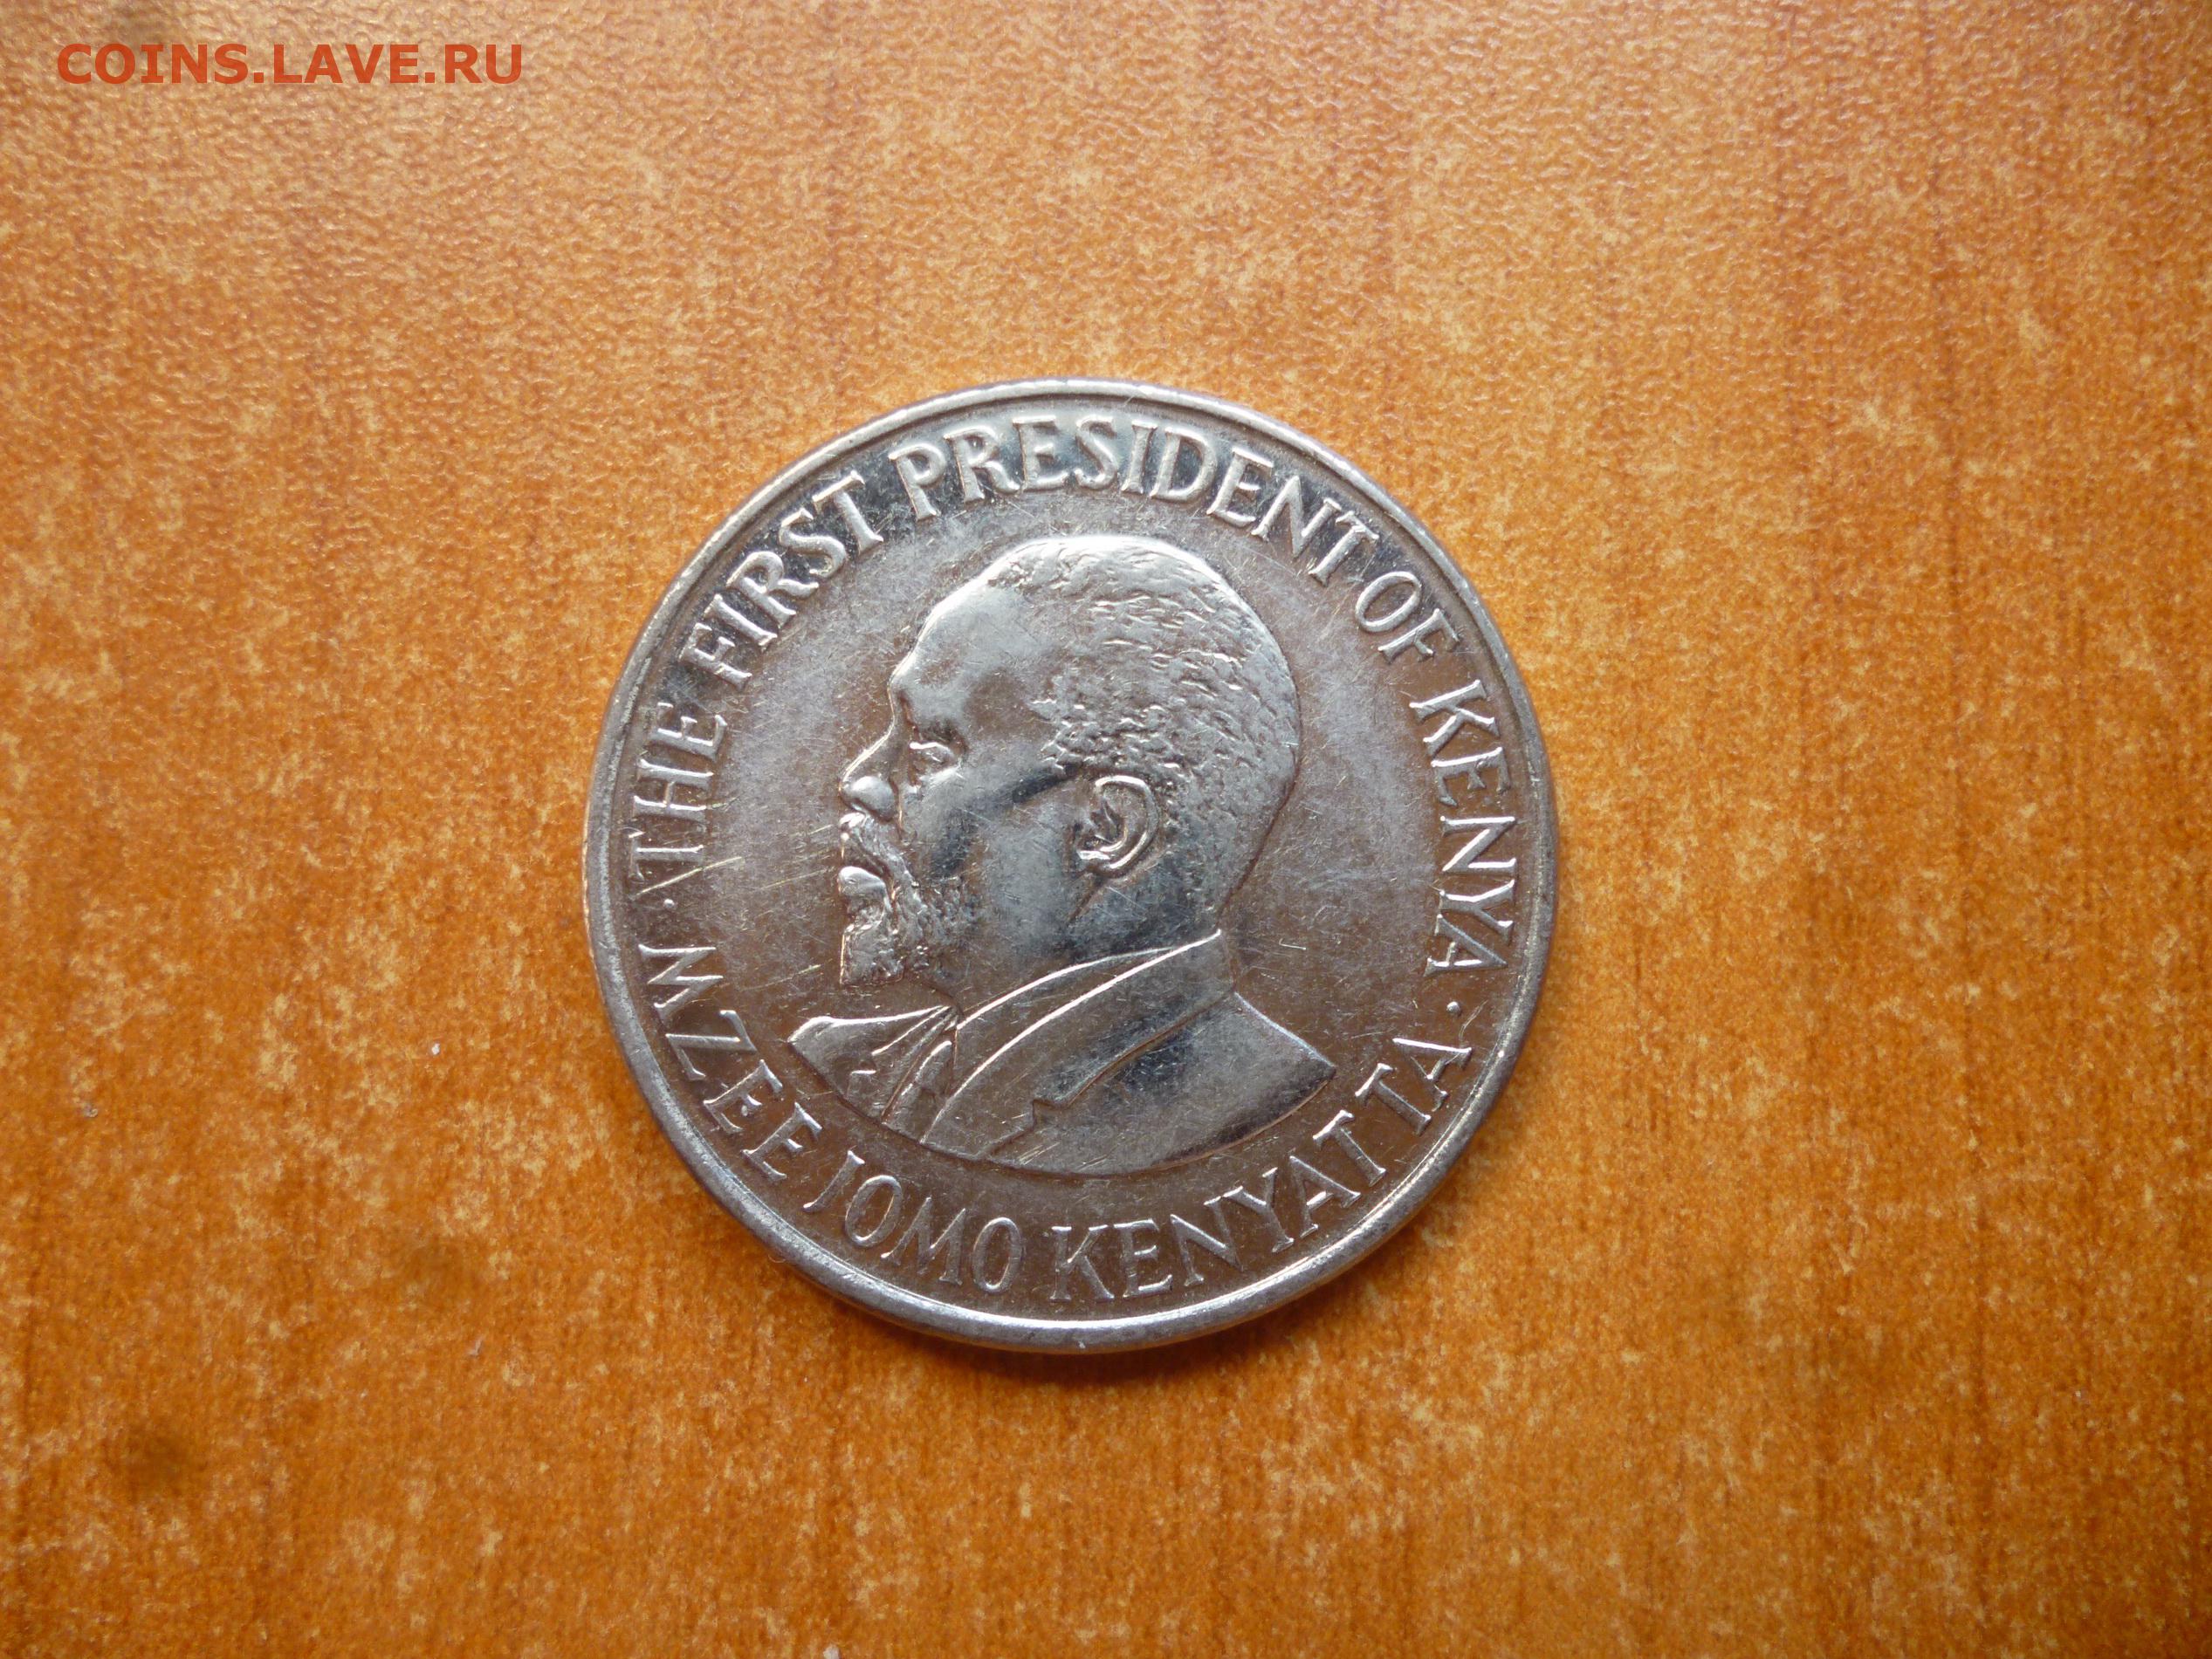 COINS.LAVE.RU
THE FIRST PRESIDENT OF KENYA ·
MZEE JOMO KENYATTA ·